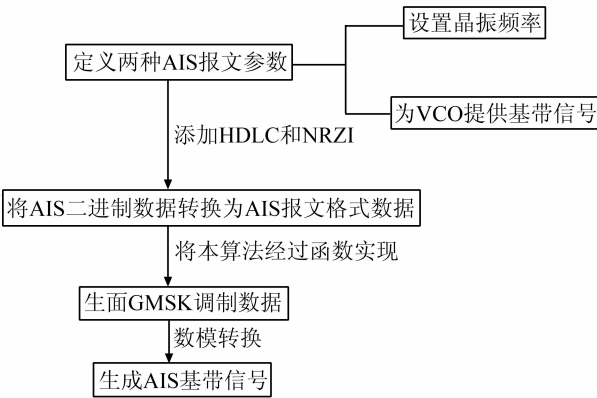 设置晶振频率
定义两种AIS报文参数
为VCO提供基带信号
添加HDLC和NRZI
将AIS二进制数据转换为AIS报文格式数据
将本算法经过函数实现
生面GMSK调制数据
数模转换
生成AIS基带信号